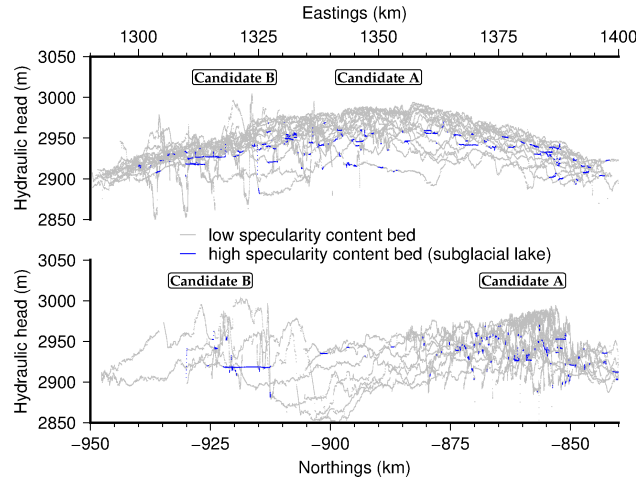 Eastings (km)
1300 1325 1350 1375 1400
3050
3000
2950
2900
2850
Hydraulic head (m)
Candidate B Candidate A
low specularity content bed
high specularity content bed (subglacial lake)
3050
3000
2950
2900
2850
Hydraulic head (m)
Candidate B Candidate A
−950 −925 −900 −875 −850
Northings (km)